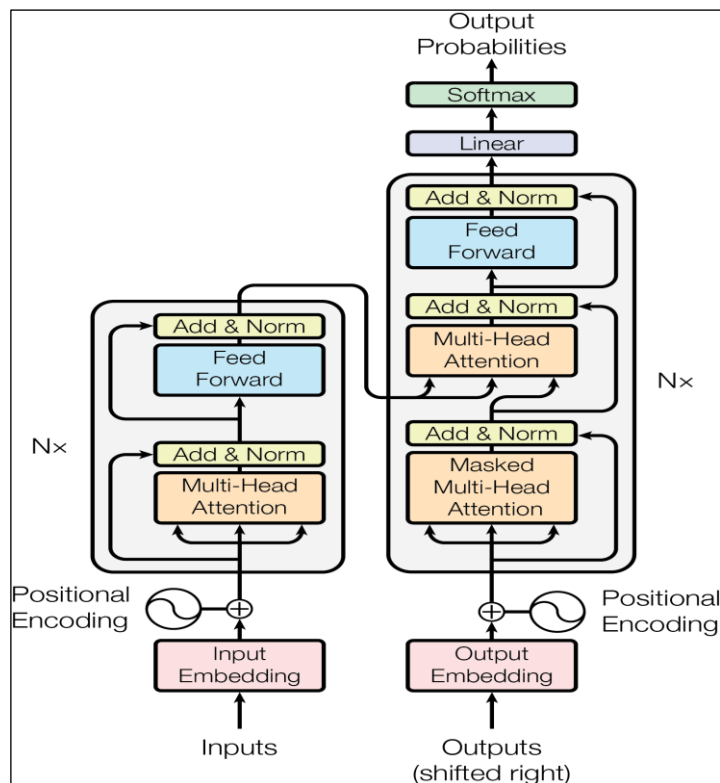 Output
Probabilities
Softmax
Linear
Add & Norm
Feed
Forward
Add & Norm
Multi-Head
Attention
Add & Norm
Masked
Multi-Head
Attention
N×
Positional
Encoding
Output
Embedding
Outputs
(shifted right)
Add & Norm
Feed
Forward
Add & Norm
Multi-Head
Attention
N×
Positional
Encoding
Input
Embedding
Inputs